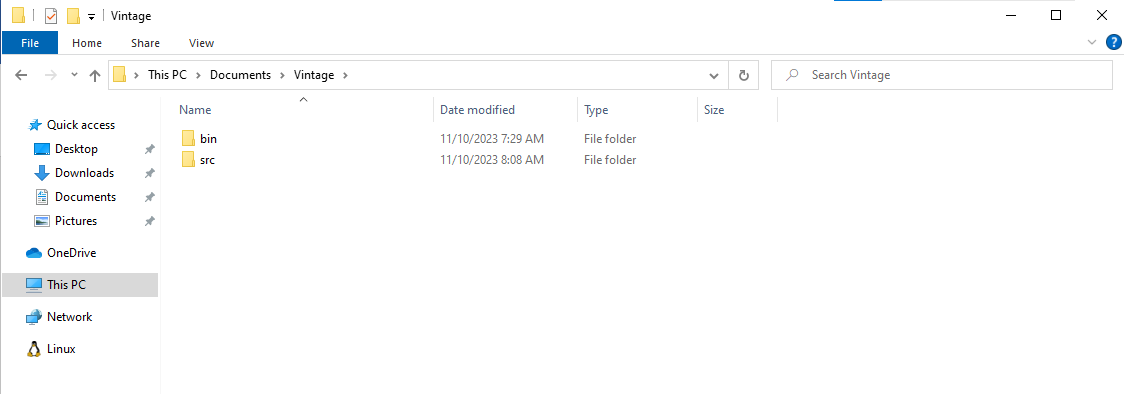 Vintage
File Home Share View
This PC Documents Vintage Search Vintage
Name Date modified Type Size
Quick access
Desktop
Downloads
Documents
Pictures
OneDrive
This PC
Network
Linux
bin 11/10/2023 7:29 AM File folder
src 11/10/2023 8:08 AM File folder